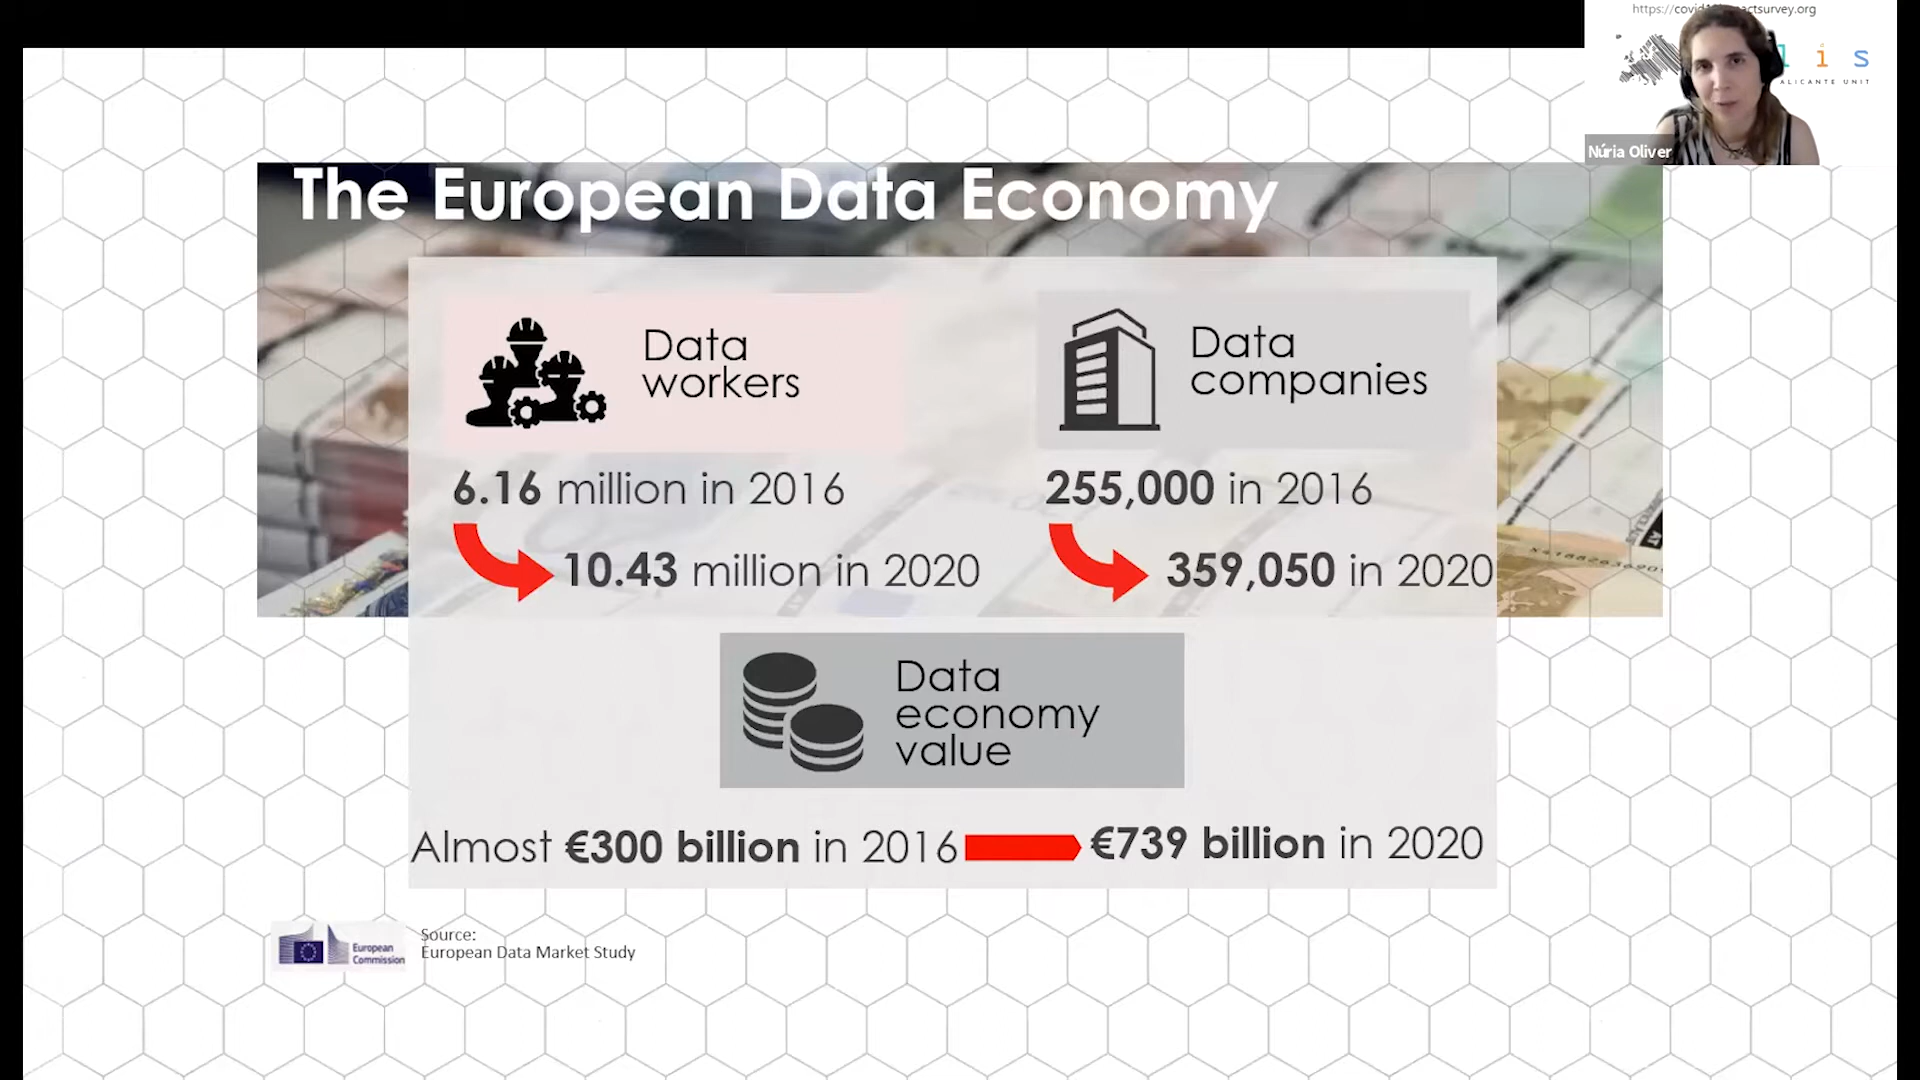 https://covid19impactsurvey.org
l i s
ALICANTE UNIT
Núria Oliver
The European Data Economy
Data
workers
Data
companies
6.16 million in 2016
10.43 million in 2020
255,000 in 2016
359,050 in 2020
Data
economy
value
Almost €300 billion in 2016
€739 billion in 2020
European
Commission
Source:
European Data Market Study